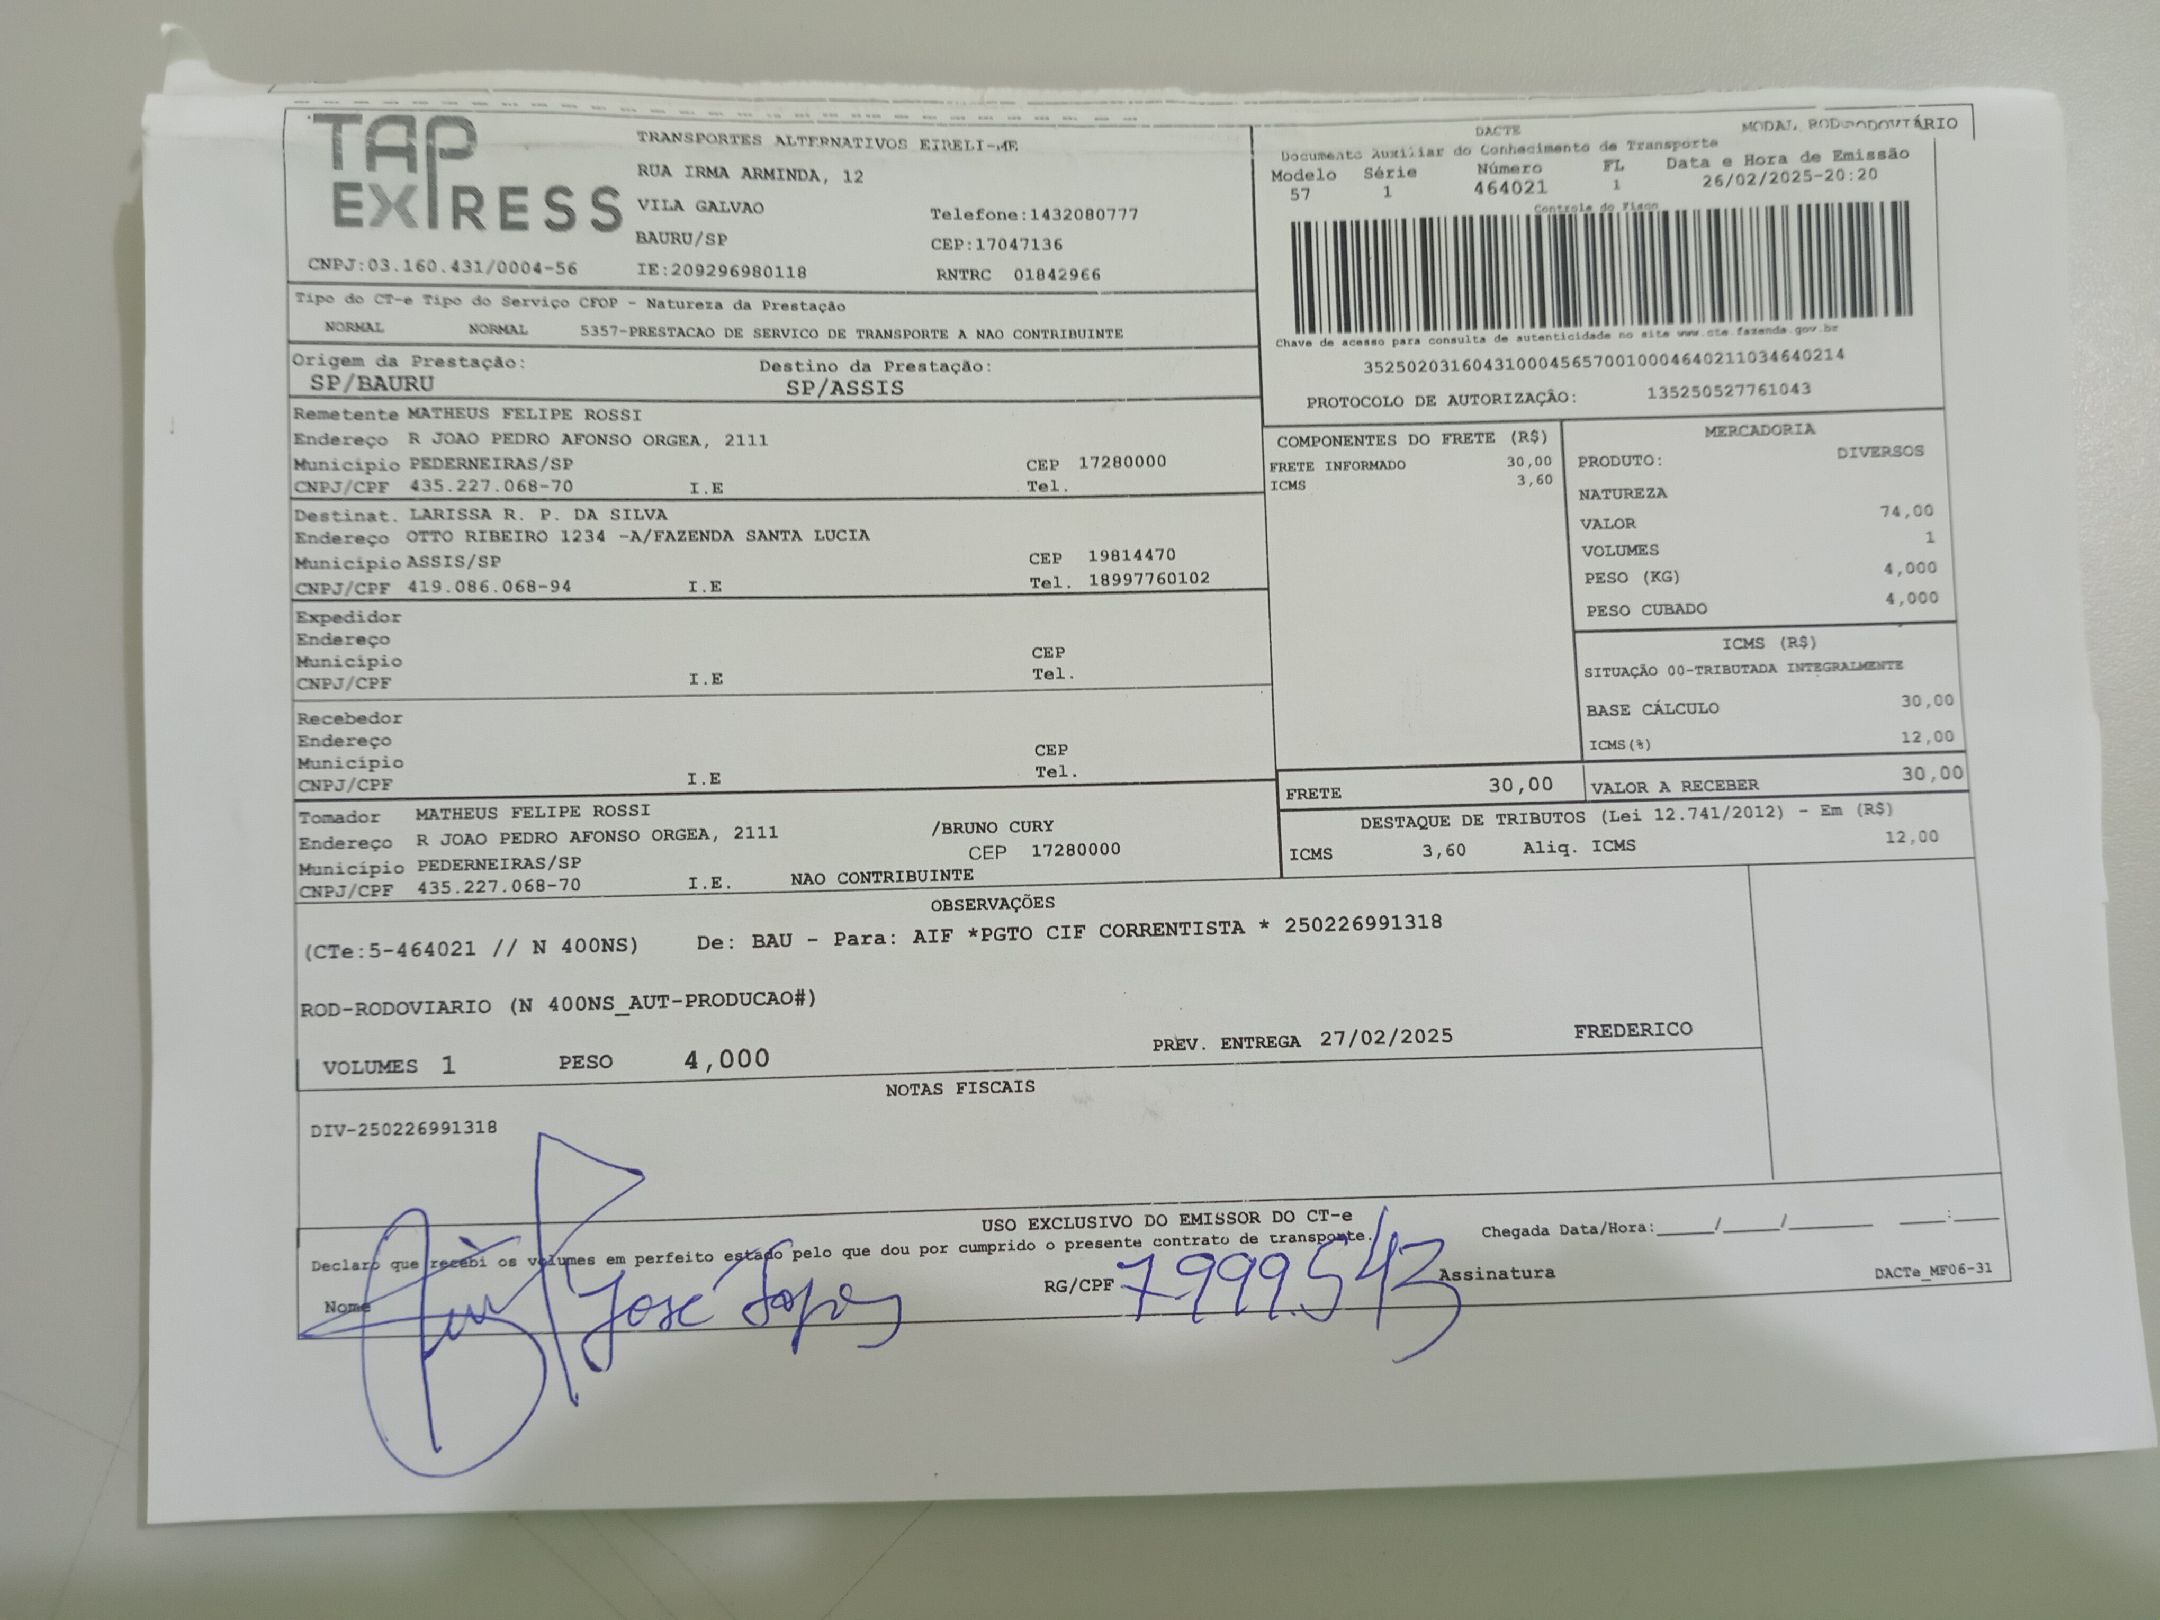 TAP EXPRESS
TRANSPORTES ALTERNATIVOS EIRELI-ME
RUA IRMA ARMINDA, 12
VILA GALVAO Telefone:1432080777
BAURU/SP CEP:17047136
CNPJ:03.160.431/0004-56 IE:209296980118 RNTRC 01842966
DACTE MODAL RODOVIÁRIO
Documento Auxiliar do Conhecimento de Transporte
Modelo Série Número FL Data e Hora de Emissão
57 1 464021 1 26/02/2025-20:20
Controle do Fisco
Chave de acesso para consulta de autenticidade no site www.cte.fazenda.gov.br
35250203160431000456570010004640211034640214
PROTOCOLO DE AUTORIZAÇÃO: 135250527761043
Tipo do CT-e Tipo do Serviço CFOP - Natureza da Prestação
NORMAL NORMAL 5357-PRESTACAO DE SERVICO DE TRANSPORTE A NAO CONTRIBUINTE
Origem da Prestação: Destino da Prestação:
SP/BAURU SP/ASSIS
Remetente MATHEUS FELIPE ROSSI
Endereço R JOAO PEDRO AFONSO ORGEA, 2111
Município PEDERNEIRAS/SP CEP 17280000
CNPJ/CPF 435.227.068-70 I.E Tel.
Destinat. LARISSA R. P. DA SILVA
Endereço OTTO RIBEIRO 1234 -A/FAZENDA SANTA LUCIA
Município ASSIS/SP CEP 19814470
CNPJ/CPF 419.086.068-94 I.E Tel. 18997760102
Expedidor
Endereço
Município CEP
CNPJ/CPF I.E Tel.
Recebedor
Endereço
Município CEP
CNPJ/CPF I.E Tel.
Tomador MATHEUS FELIPE ROSSI
Endereço R JOAO PEDRO AFONSO ORGEA, 2111 /BRUNO CURY
Município PEDERNEIRAS/SP CEP 17280000
CNPJ/CPF 435.227.068-70 I.E. NAO CONTRIBUINTE
COMPONENTES DO FRETE (R$)
FRETE INFORMADO 30,00
ICMS 3,60
MERCADORIA
PRODUTO: DIVERSOS
NATUREZA
VALOR 74,00
VOLUMES 1
PESO (KG) 4,000
PESO CUBADO 4,000
ICMS (R$)
SITUAÇÃO 00-TRIBUTADA INTEGRALMENTE
BASE CÁLCULO 30,00
ICMS(%) 12,00
FRETE 30,00 VALOR A RECEBER 30,00
DESTAQUE DE TRIBUTOS (Lei 12.741/2012) - Em (R$)
ICMS 3,60 Aliq. ICMS 12,00
OBSERVAÇÕES
(CTe:5-464021 // N 400NS) De: BAU - Para: AIF *PGTO CIF CORRENTISTA * 250226991318
ROD-RODOVIARIO (N 400NS_AUT-PRODUCAO#)
VOLUMES 1 PESO 4,000 PREV. ENTREGA 27/02/2025 FREDERICO
NOTAS FISCAIS
DIV-250226991318
USO EXCLUSIVO DO EMISSOR DO CT-e
Declaro que recebi os volumes em perfeito estado pelo que dou por cumprido o presente contrato de transporte.
Chegada Data/Hora:____/____/______ ___:___
Nome José Lopes RG/CPF 7999.543 Assinatura
DACTe_MF06-31